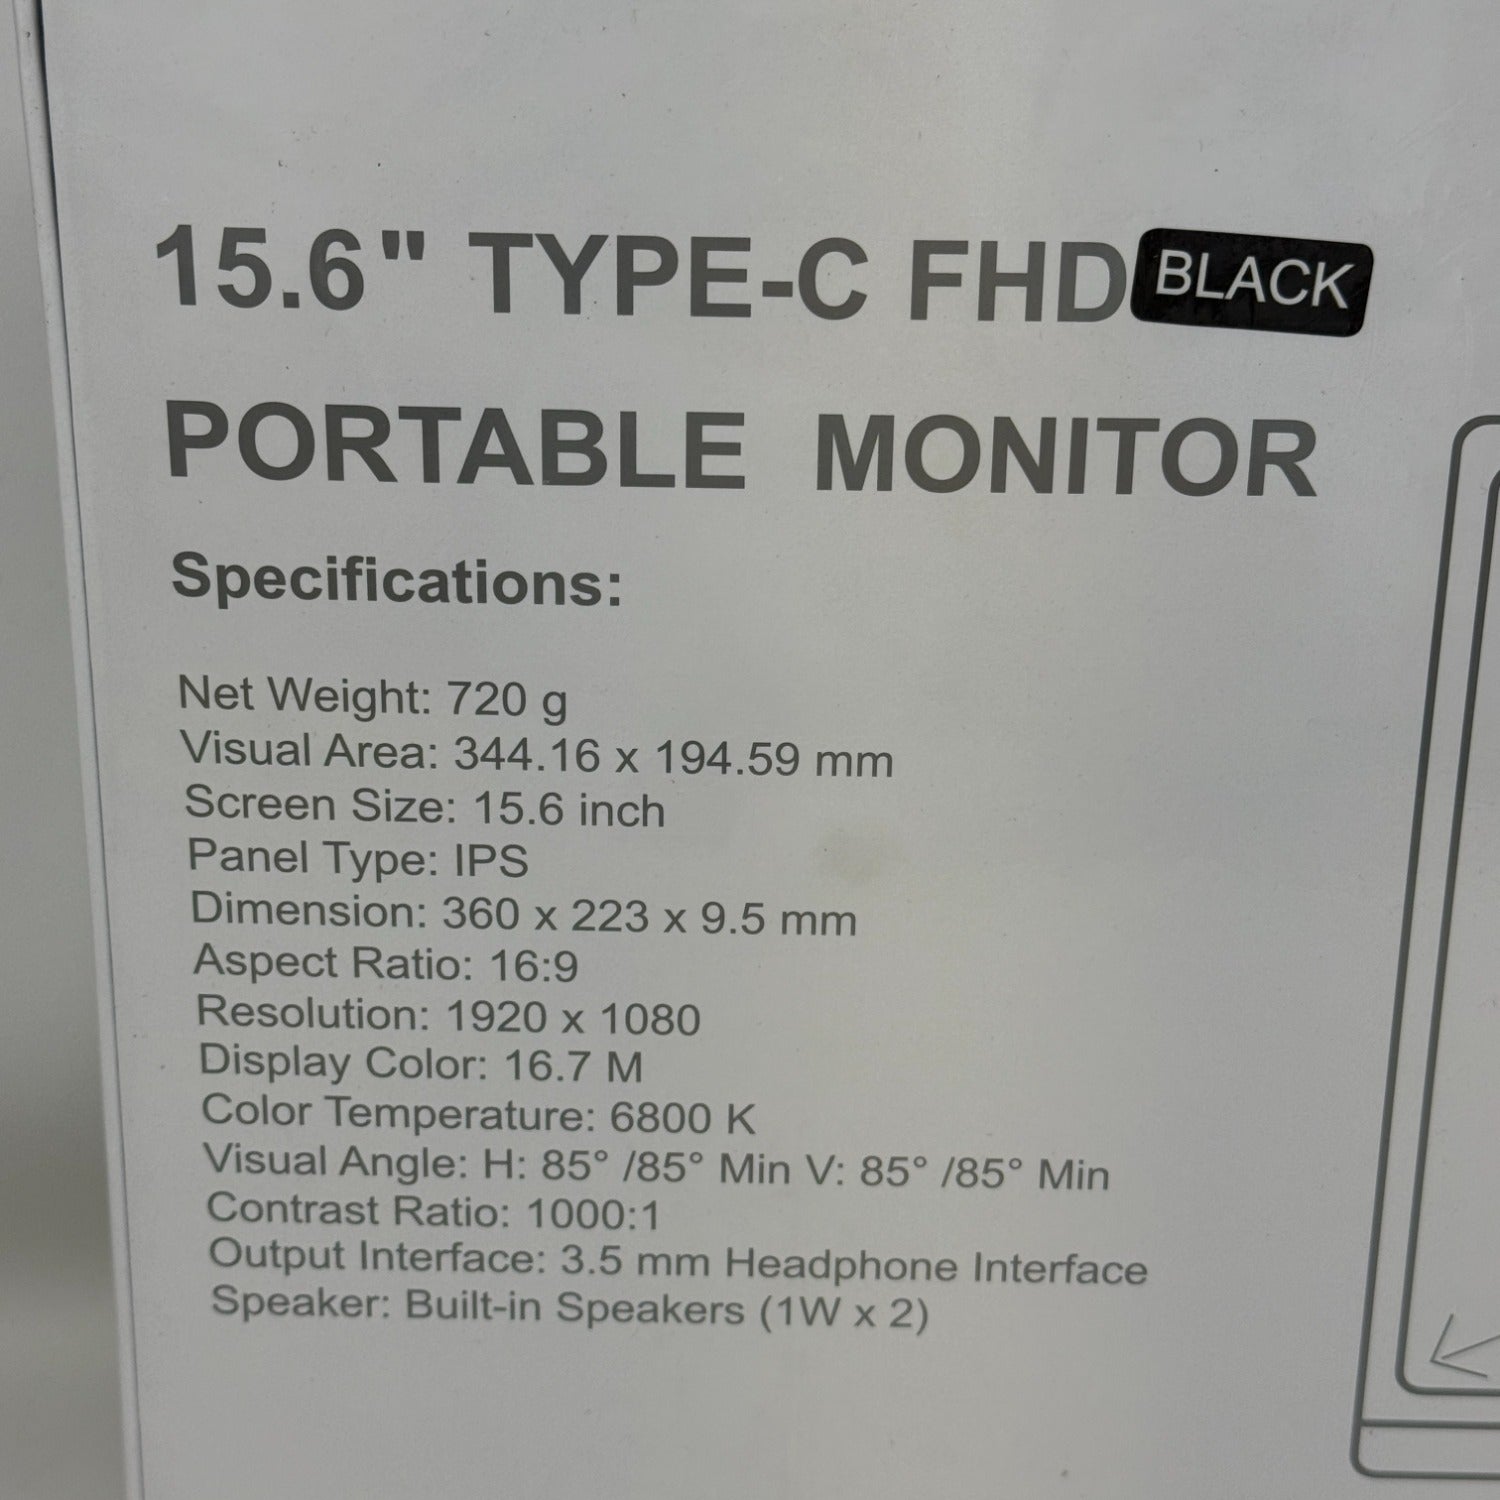 15.6" TYPE-C FHD BLACK
PORTABLE MONITOR
Specifications:
Net Weight: 720 g
Visual Area: 344.16 x 194.59 mm
Screen Size: 15.6 inch
Panel Type: IPS
Dimension: 360 x 223 x 9.5 mm
Aspect Ratio: 16:9
Resolution: 1920 x 1080
Display Color: 16.7 M
Color Temperature: 6800 K
Visual Angle: H: 85° /85° Min V: 85° /85° Min
Contrast Ratio: 1000:1
Output Interface: 3.5 mm Headphone Interface
Speaker: Built-in Speakers (1W x 2)